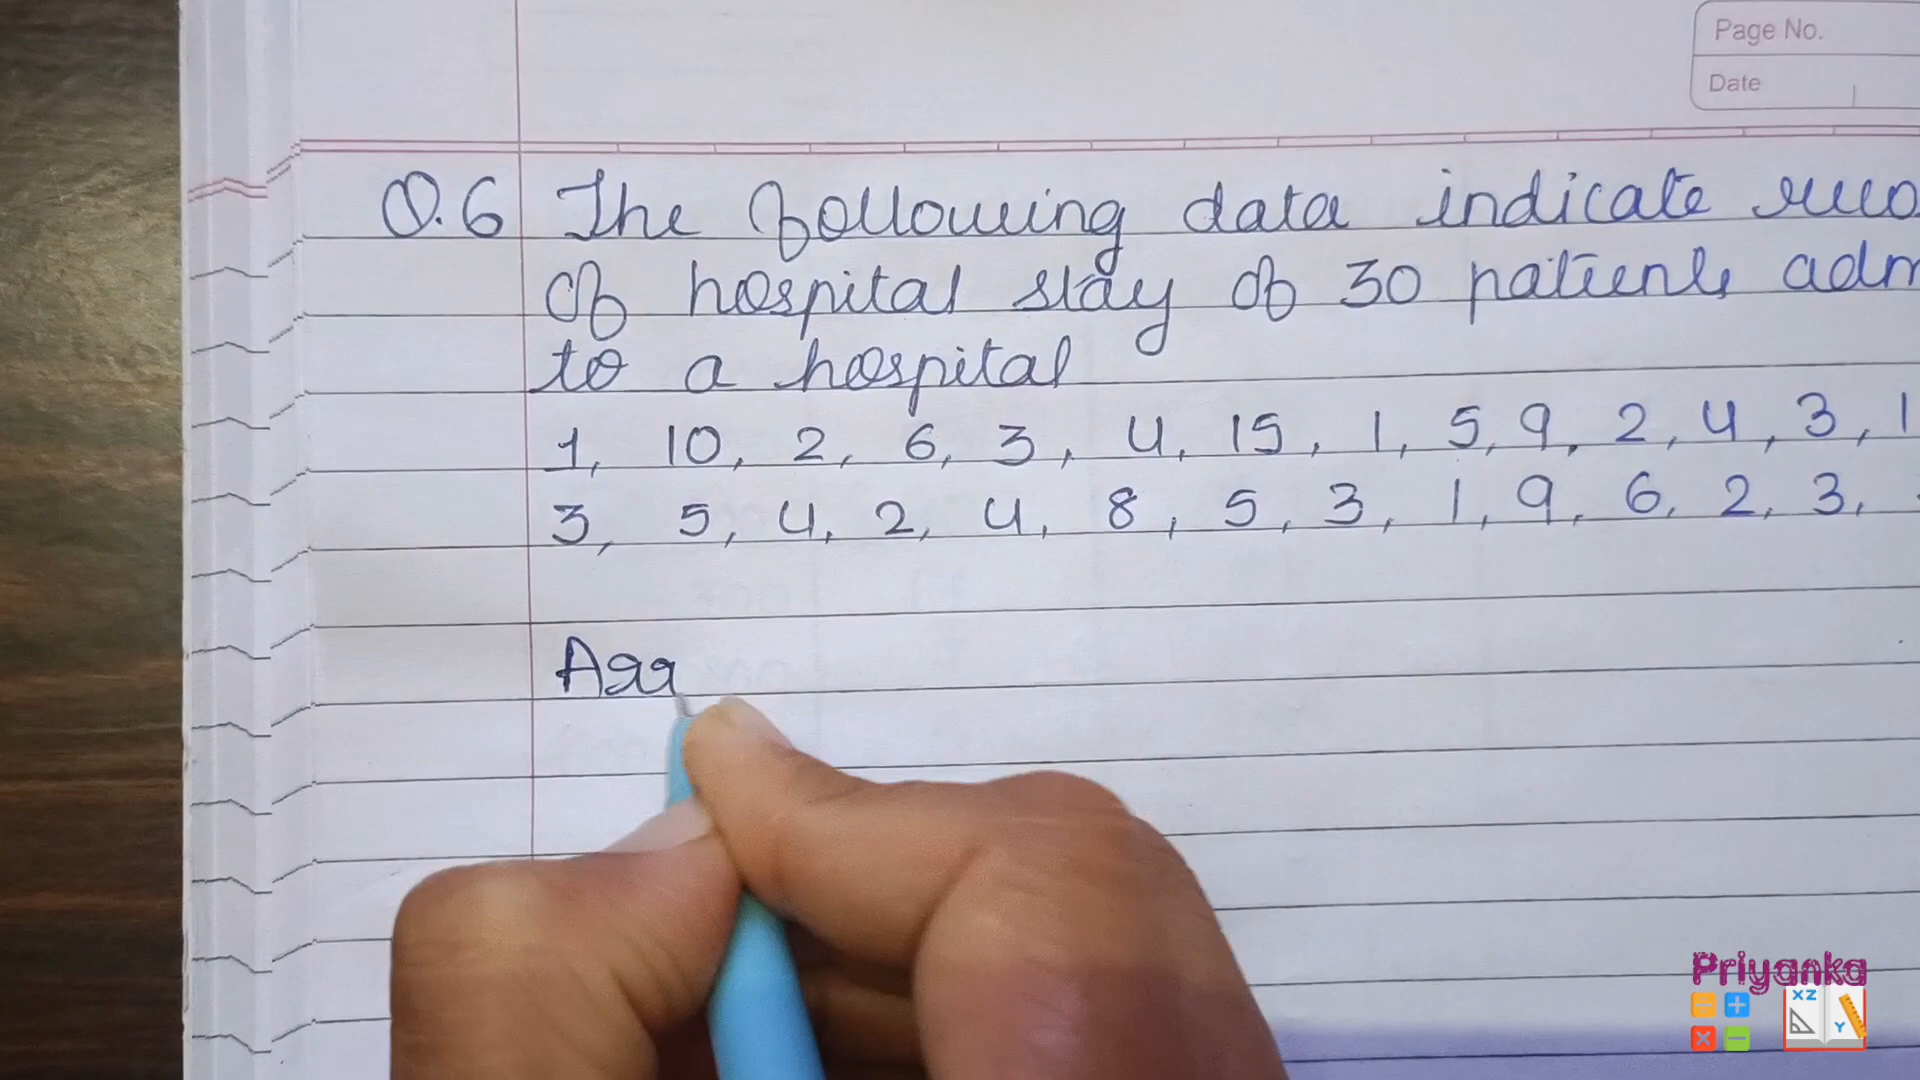 Page No.
Date
Q.6 The following data indicate
of hospital stay of 30 patients
to a hospital
1, 10, 2, 6, 3, 4, 15, 1, 5, 9, 2, 4, 3, 1
3, 5, 4, 2, 4, 8, 5, 3, 1, 9, 6, 2, 3,
Arr
Priyanka
XZ
Y